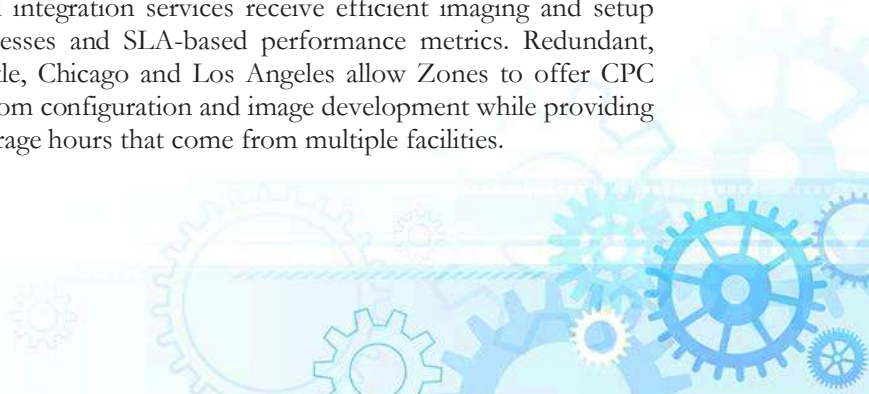 integration services receive efficient imaging and setup
esses and SLA-based performance metrics. Redundant,
tle, Chicago and Los Angeles allow Zones to offer CPC
om configuration and image development while providing
rage hours that come from multiple facilities.